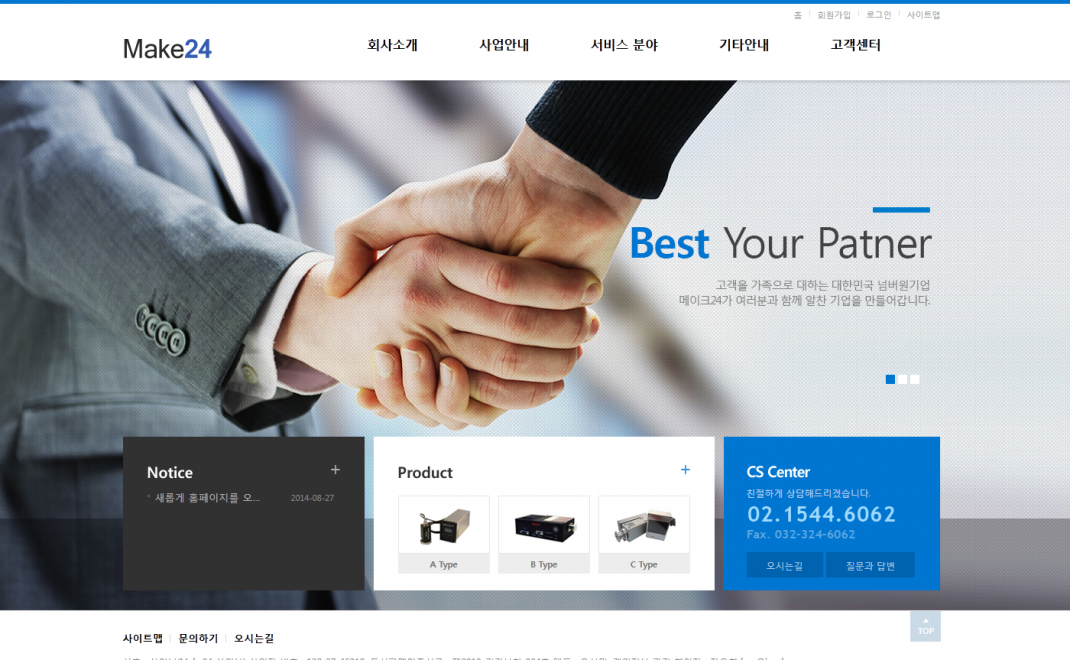 홈 회원가입 로그인 사이트맵
Make24 회사소개 사업안내 서비스 분야 기타안내 고객센터
Best Your Patner
고객을 가족으로 대하는 대한민국 넘버원기업
메이크24가 여러분과 함께 알찬 기업을 만들어갑니다.
Notice +
새롭게 홈페이지를 오... 2014-08-27
Product +
A Type B Type C Type
CS Center
친절하게 상담해드리겠습니다.
02.1544.6062
Fax. 032-324-6062
오시는길 질문과 답변
TOP
사이트맵 문의하기 오시는길